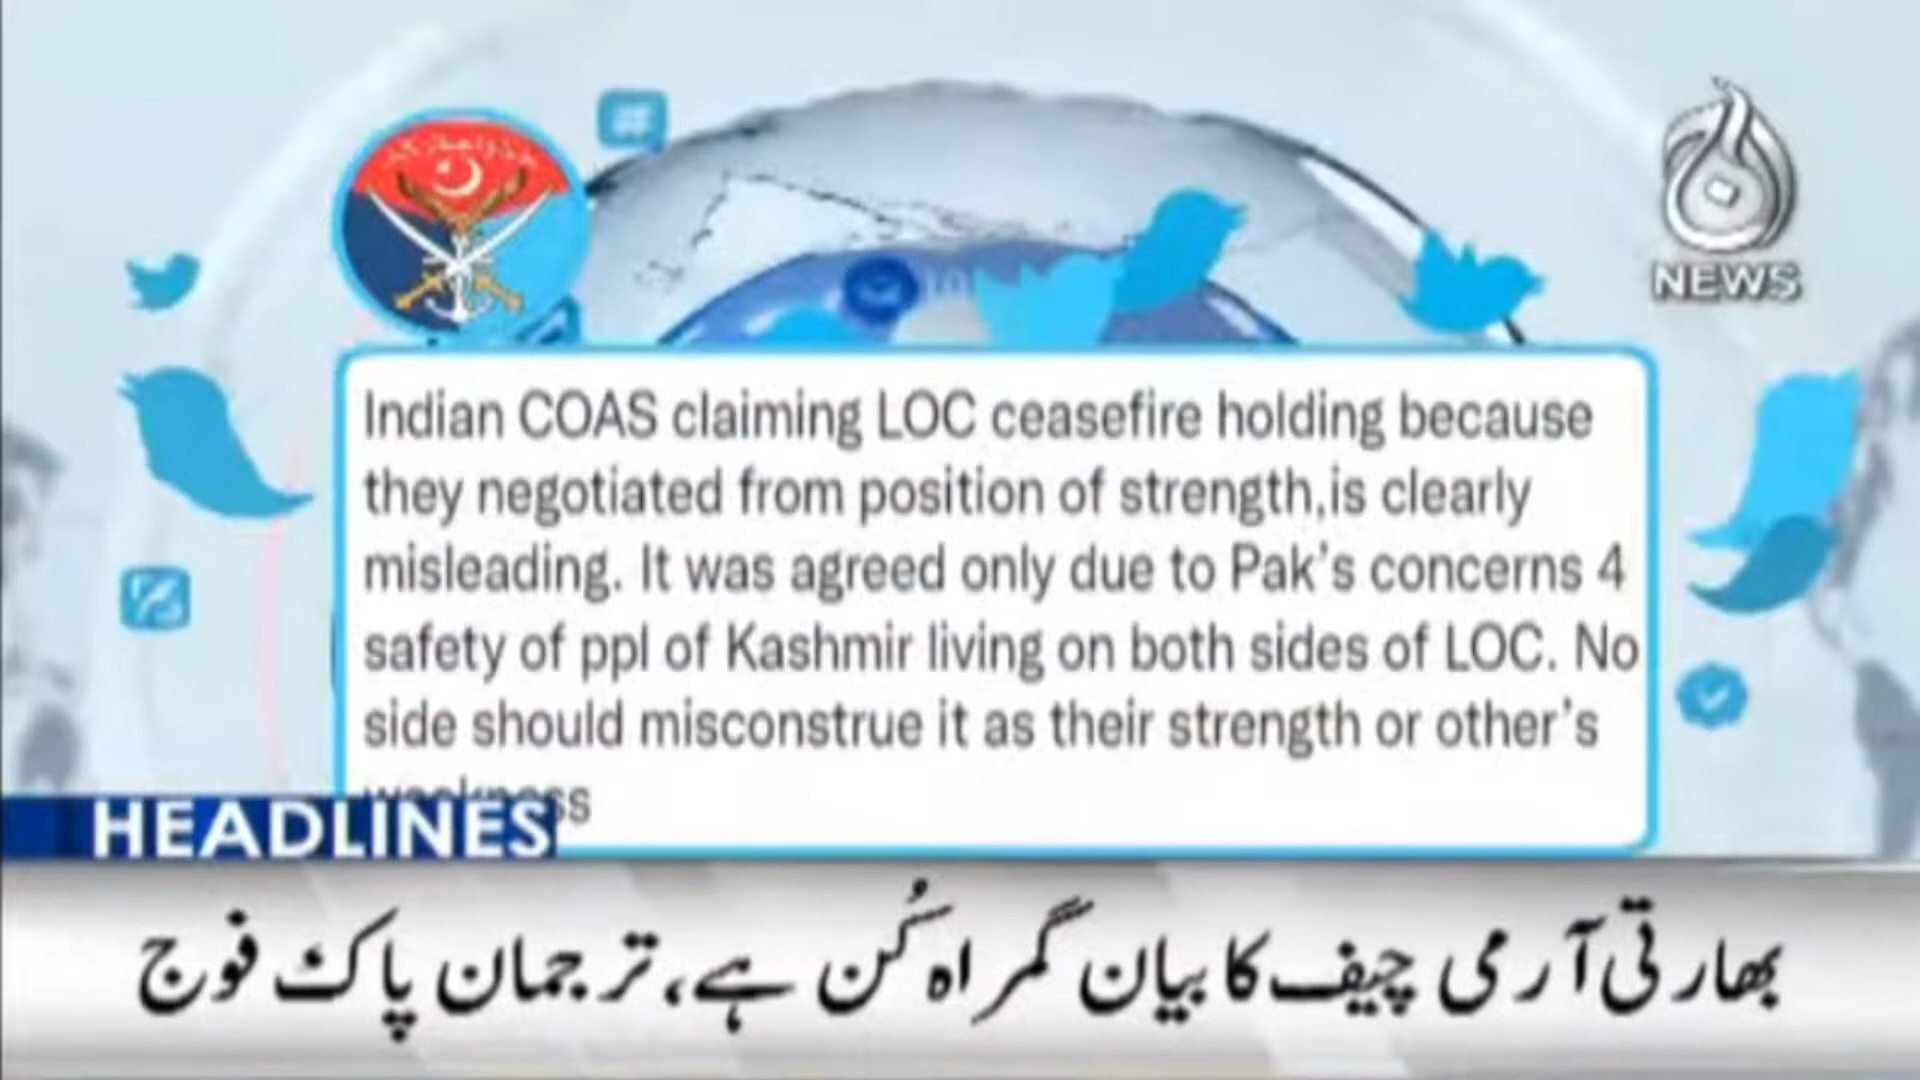 آج
NEWS
Indian COAS claiming LOC ceasefire holding because
they negotiated from position of strength,is clearly
misleading. It was agreed only due to Pak's concerns 4
safety of ppl of Kashmir living on both sides of LOC. No
side should misconstrue it as their strength or other's
weakness
HEADLINES
بھارتی آرمی چیف کا بیان گمراہ کُن ہے، ترجمان پاک فوج